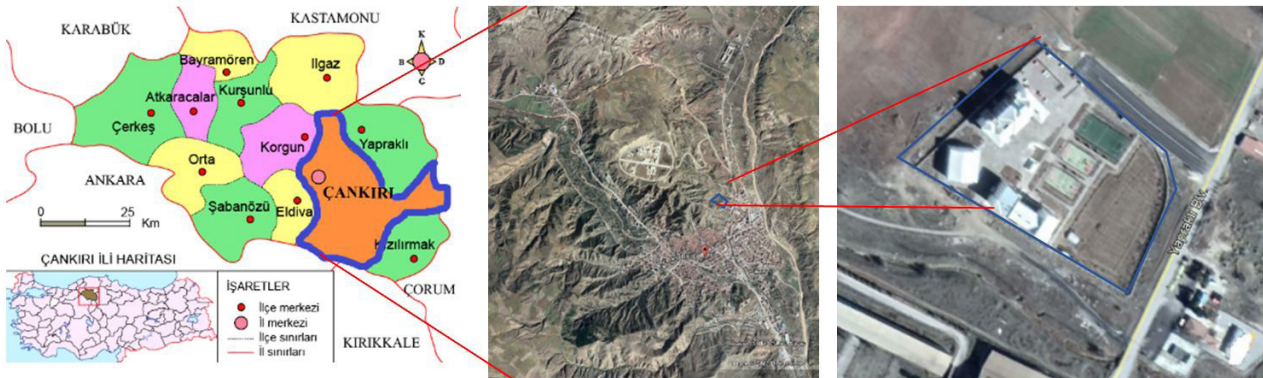 KARABÜK
KASTAMONU
K
B
D
G
Bayramören
Ilgaz
Atkaracalar
Kurşunlu
Çerkeş
BOLU
Korgun
Yapraklı
Orta
ANKARA
ÇANKIRI
Şabanözü
Eldiva
0 25
Km
Kızılırmak
ÇANKIRI İLİ HARİTASI
ÇORUM
İŞARETLER
İlçe merkezi
İl merkezi
İlçe sınırları
İl sınırları
KIRIKKALE
Yapraklı Blv.